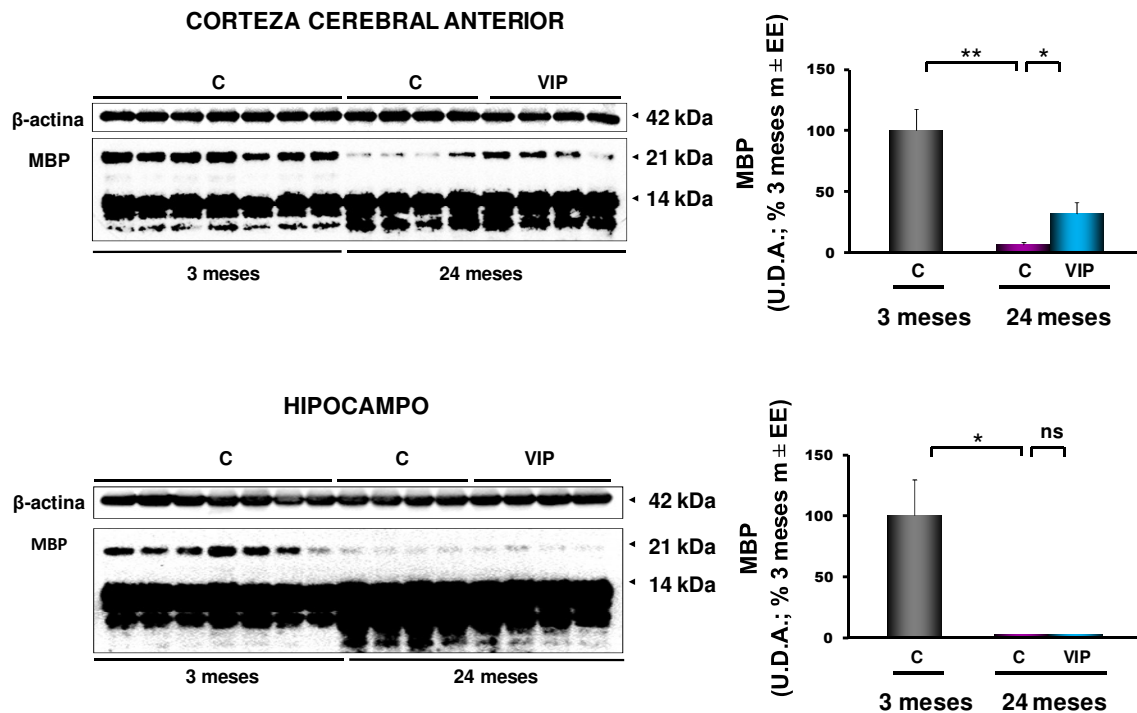 CORTEZA CEREBRAL ANTERIOR
C C VIP
β-actina 42 kDa
MBP 21 kDa
14 kDa
3 meses 24 meses
MBP
(U.D.A.; % 3 meses m ± EE)
150
100
50
0
** *
C C VIP
3 meses 24 meses
HIPOCAMPO
C C VIP
β-actina 42 kDa
MBP 21 kDa
14 kDa
3 meses 24 meses
MBP
(U.D.A.; % 3 meses m ± EE)
150
100
50
0
* ns
C C VIP
3 meses 24 meses